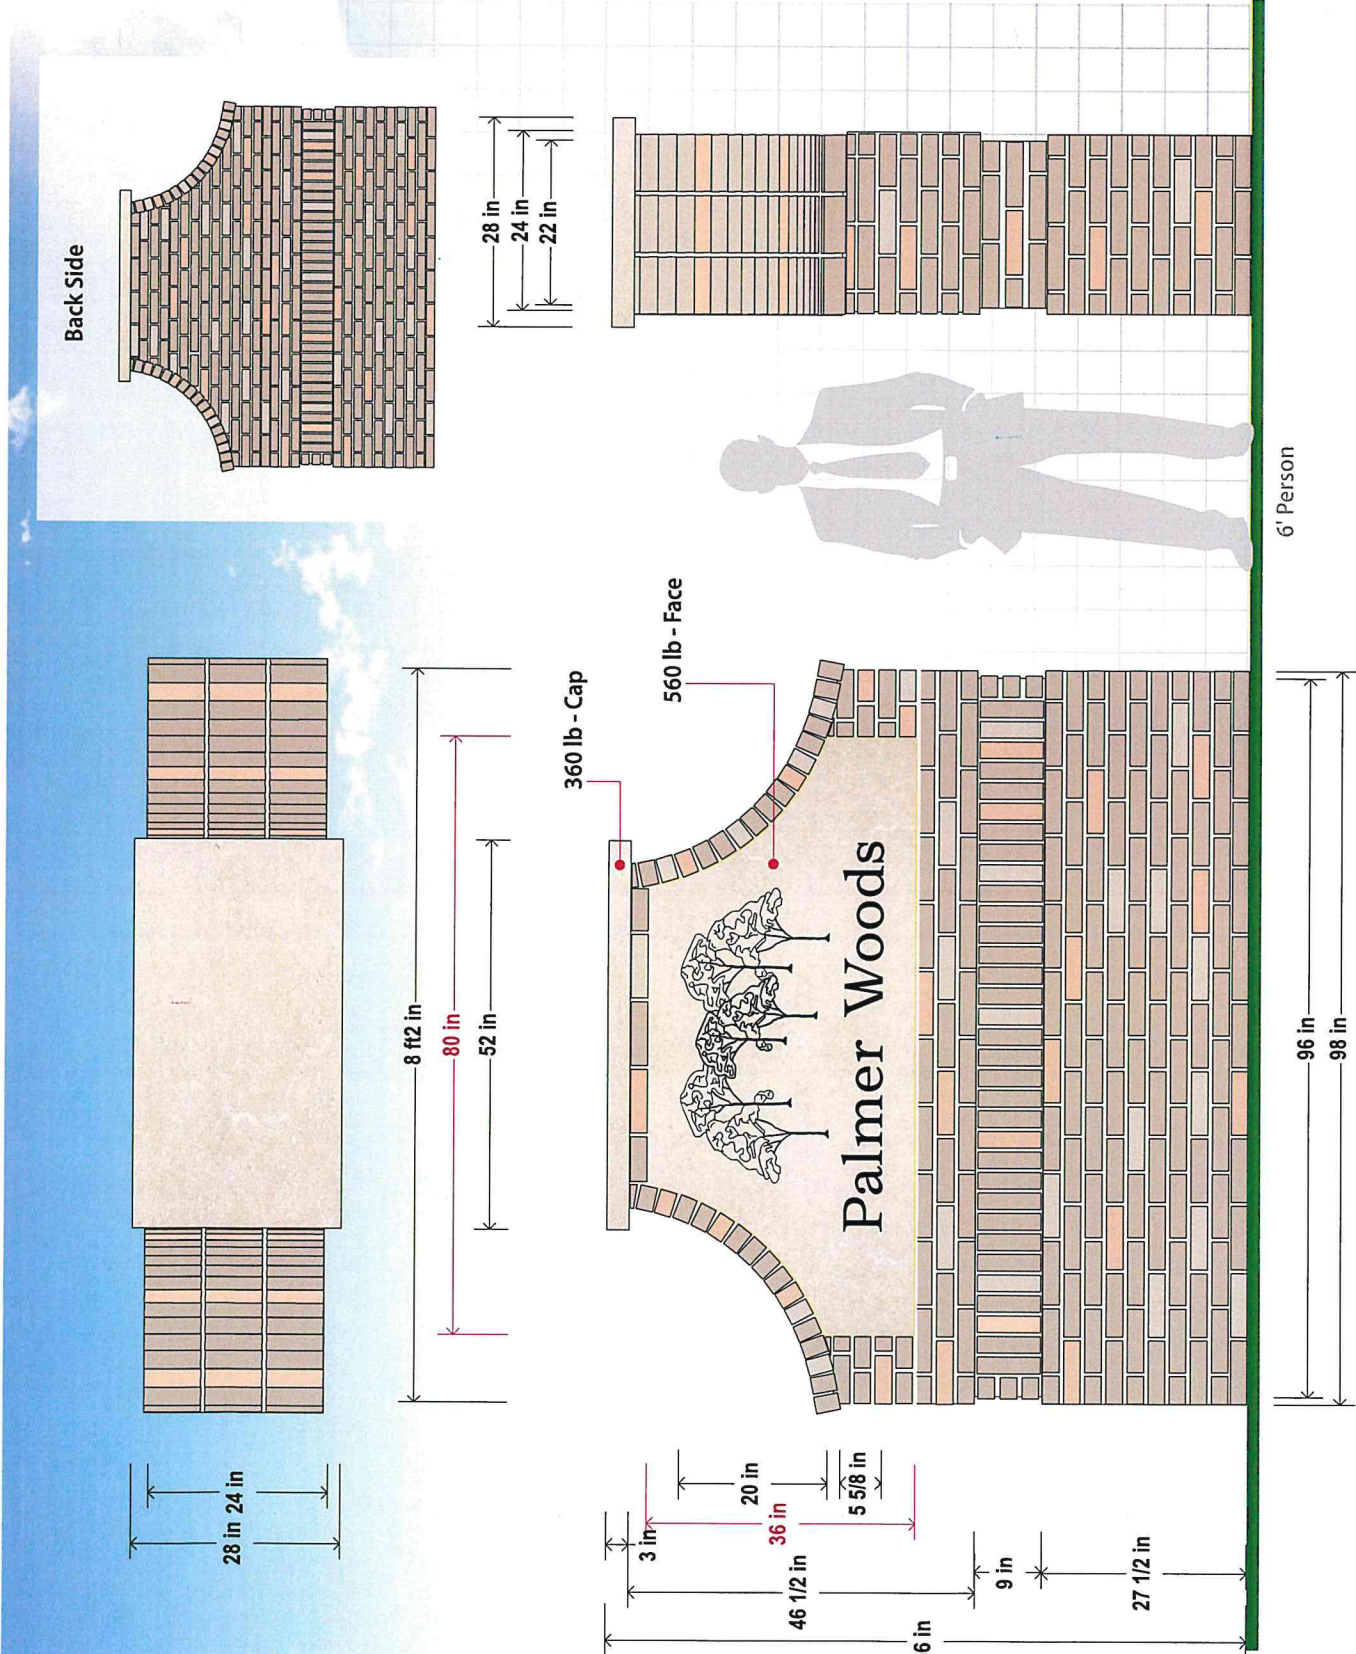 Back Side
28 in
24 in
8 ft2 in
80 in
52 in
28 in
24 in
22 in
360 lb - Cap
560 lb - Face
Palmer Woods
3 in
20 in
36 in
5 5/8 in
46 1/2 in
9 in
27 1/2 in
6 in
96 in
98 in
6' Person